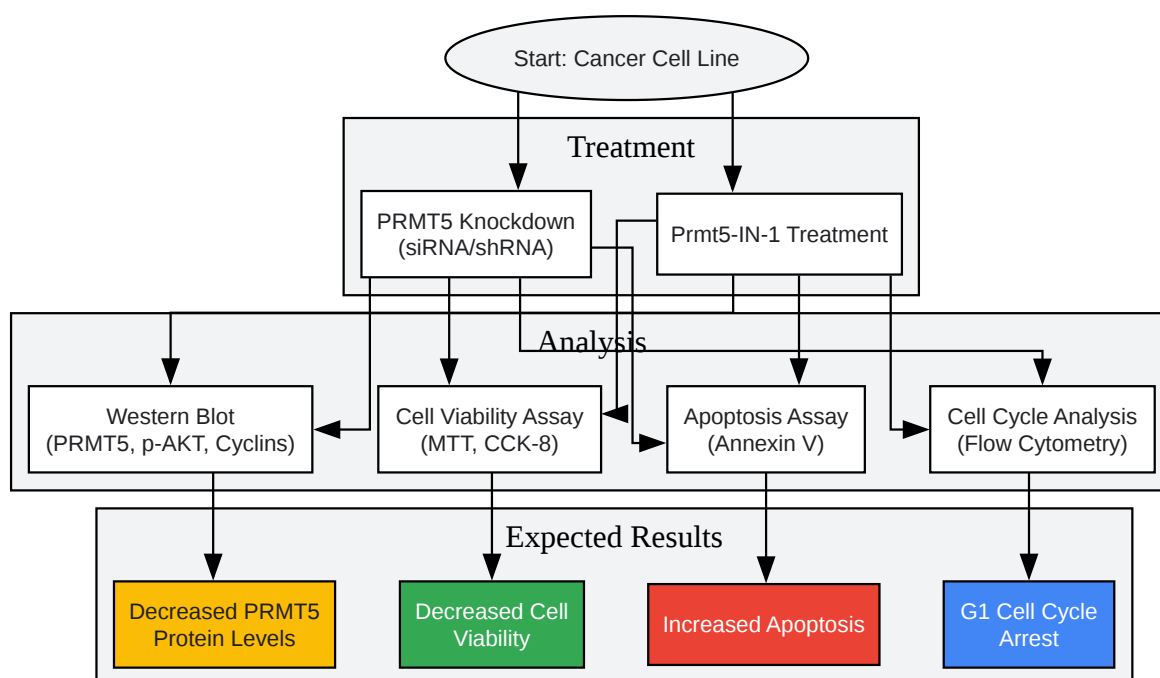 Start: Cancer Cell Line
Treatment
PRMT5 Knockdown
(siRNA/shRNA)
Prmt5-IN-1 Treatment
Analysis
Western Blot
(PRMT5, p-AKT, Cyclins)
Cell Viability Assay
(MTT, CCK-8)
Apoptosis Assay
(Annexin V)
Cell Cycle Analysis
(Flow Cytometry)
Expected Results
Decreased PRMT5
Protein Levels
Decreased Cell
Viability
Increased Apoptosis
G1 Cell Cycle
Arrest